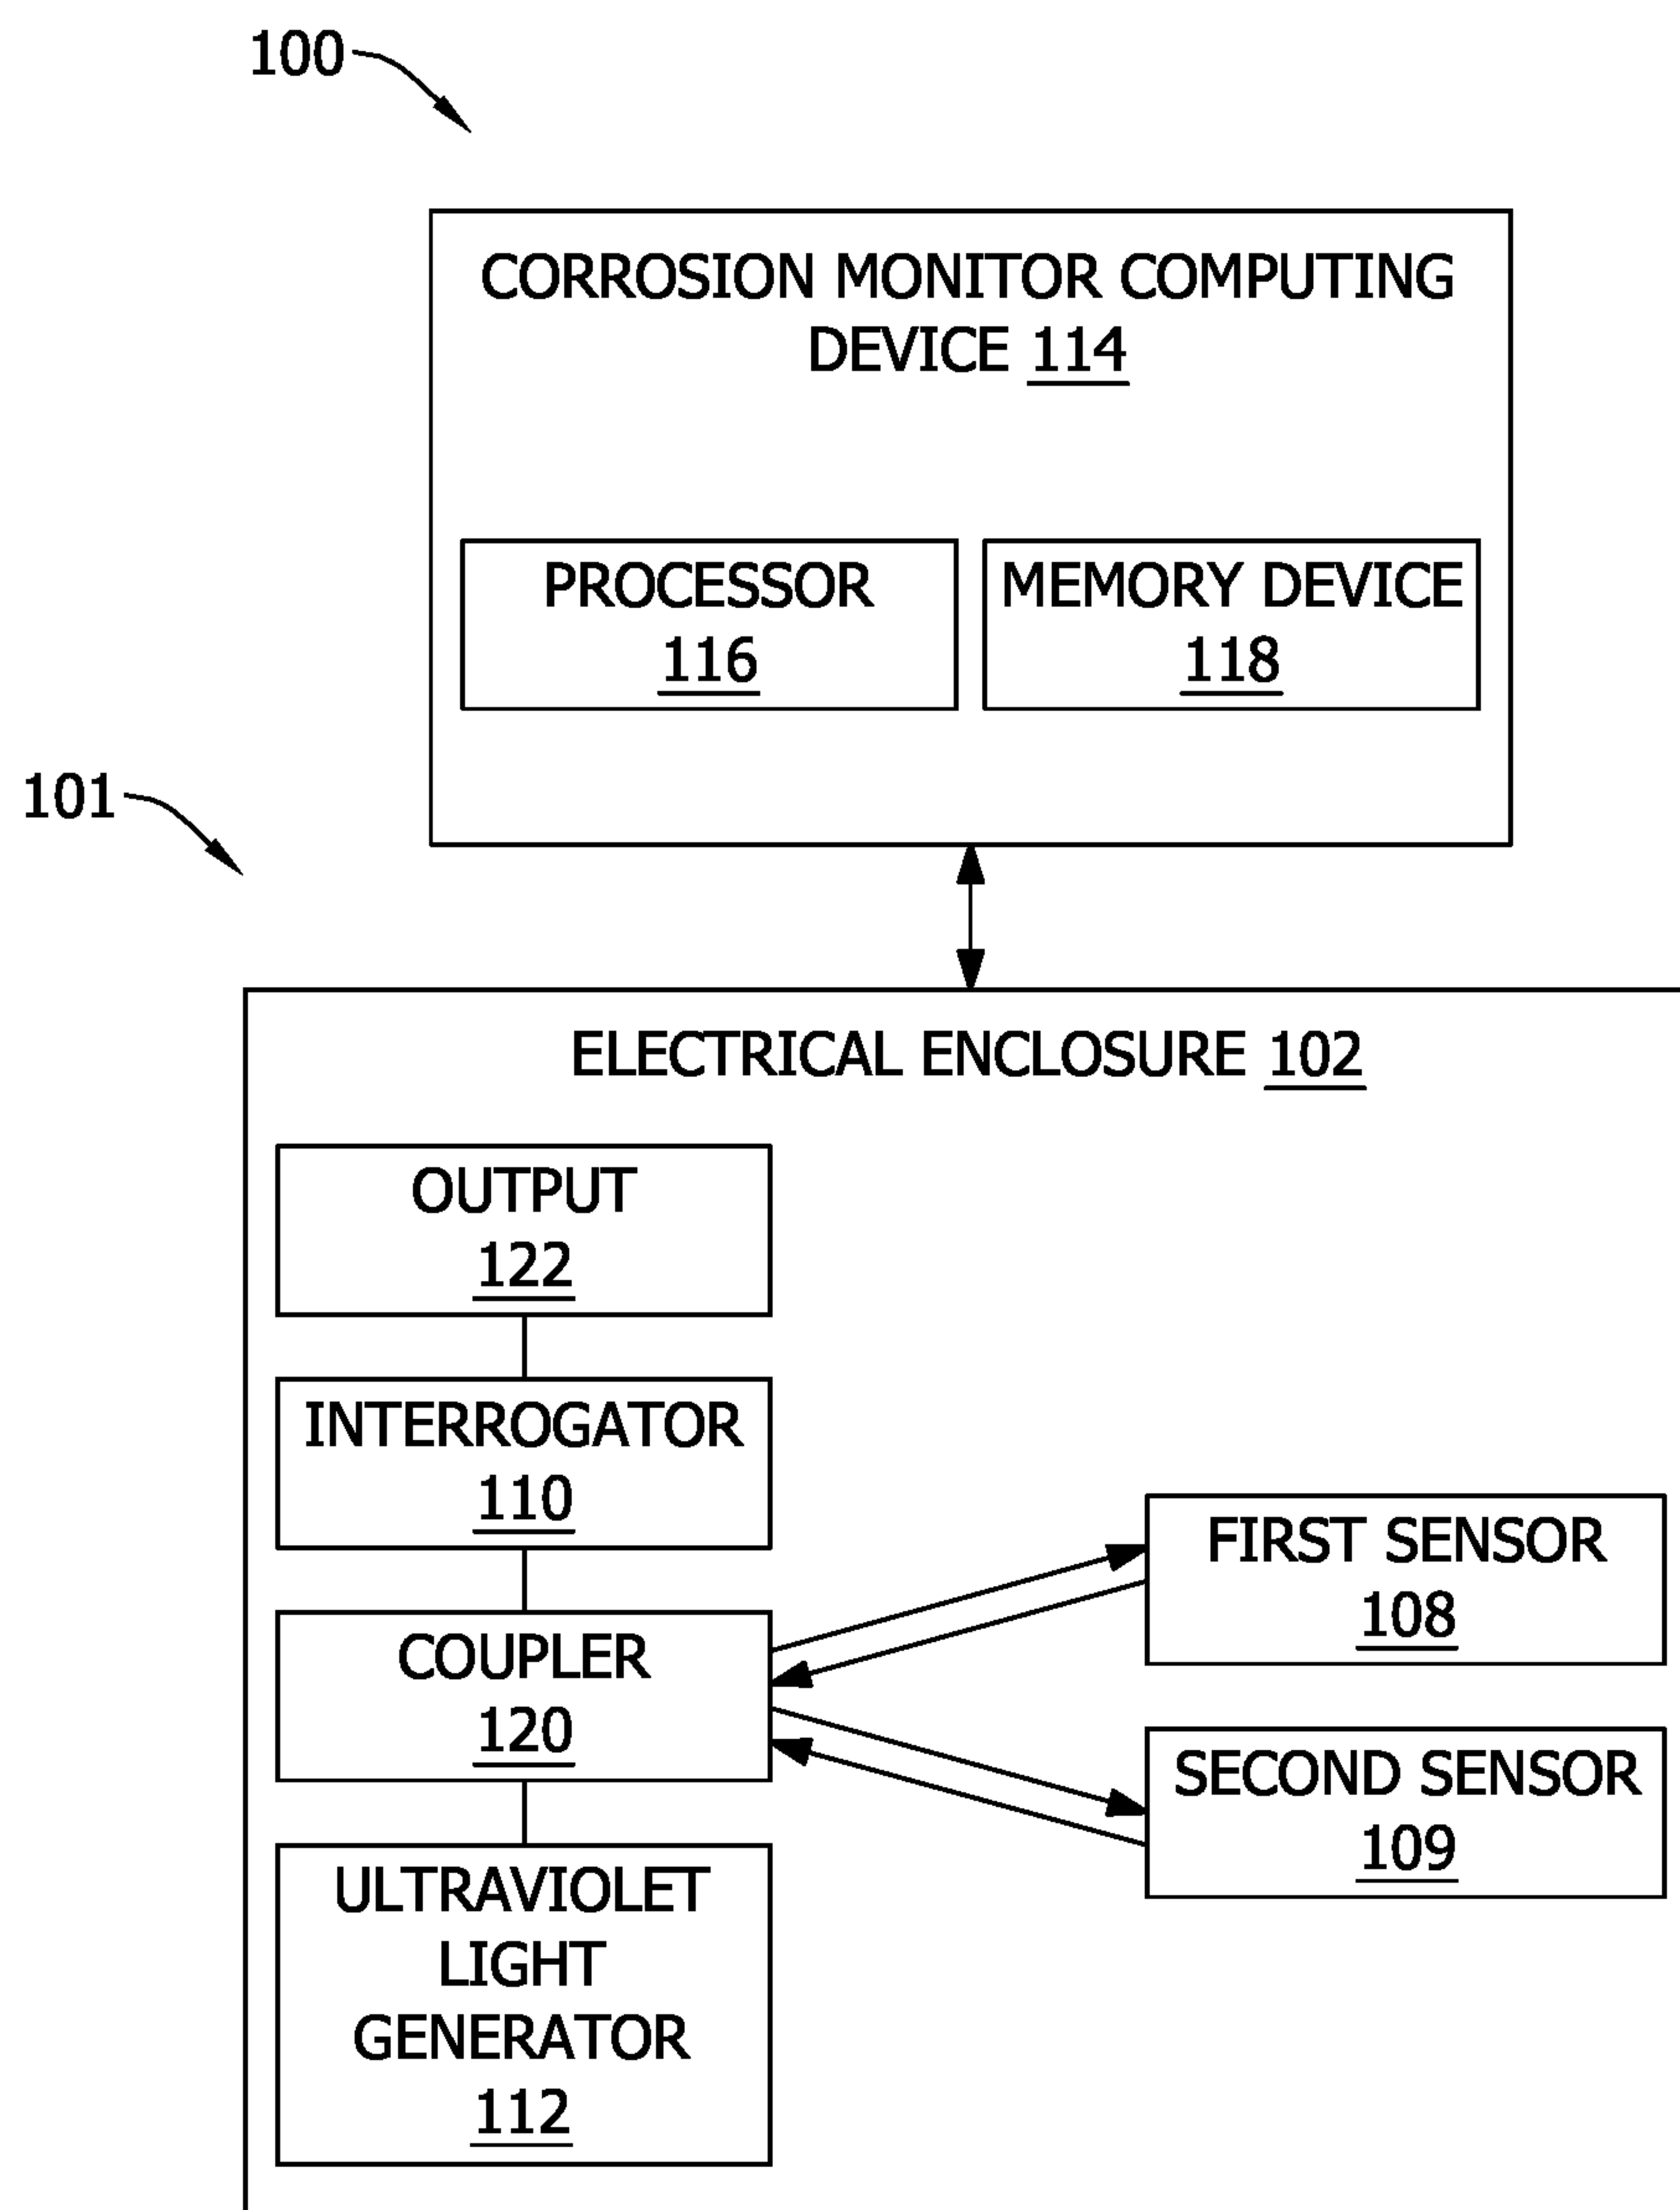 100
CORROSION MONITOR COMPUTING
DEVICE 114
PROCESSOR
116
MEMORY DEVICE
118
101
ELECTRICAL ENCLOSURE 102
OUTPUT
122
INTERROGATOR
110
FIRST SENSOR
108
COUPLER
120
SECOND SENSOR
109
ULTRAVIOLET
LIGHT
GENERATOR
112